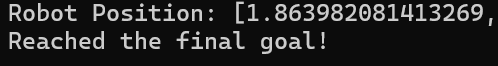 Robot Position: [1.863982081413269,
Reached the final goal!